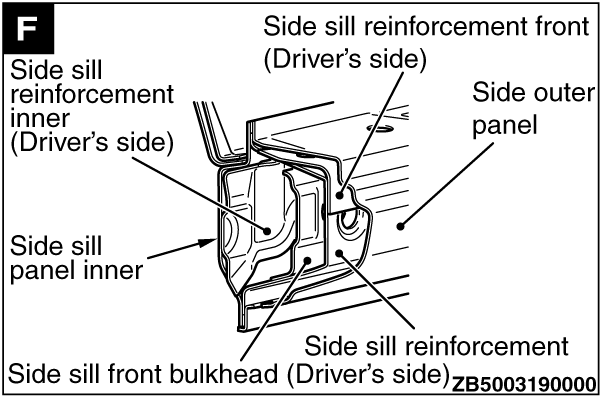 F
Side sill reinforcement front
(Driver's side)
Side sill
reinforcement
inner
(Driver's side)
Side outer
panel
Side sill
panel inner
Side sill reinforcement
Side sill front bulkhead (Driver's side)
ZB5003190000